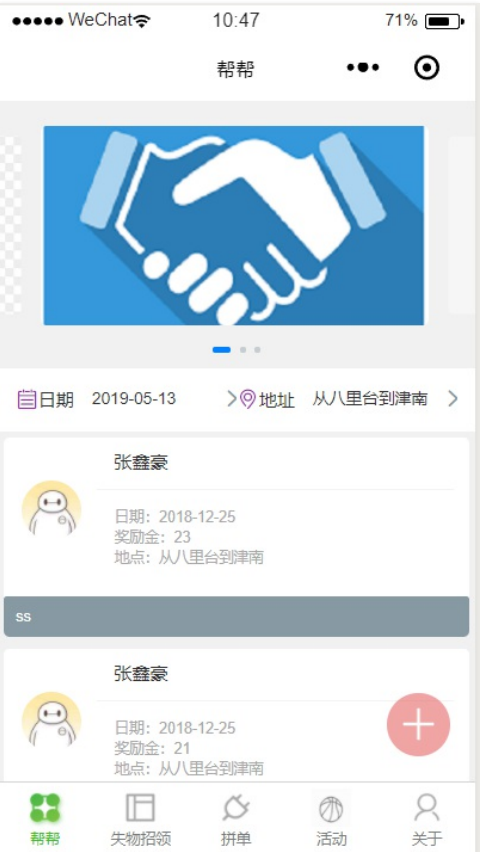 WeChat 10:47 71%
帮帮
日期 2019-05-13 地址 从八里台到津南
张鑫豪
日期：2018-12-25
奖励金：23
地点：从八里台到津南
ss
张鑫豪
日期：2018-12-25
奖励金：21
地点：从八里台到津南
帮帮 失物招领 拼单 活动 关于